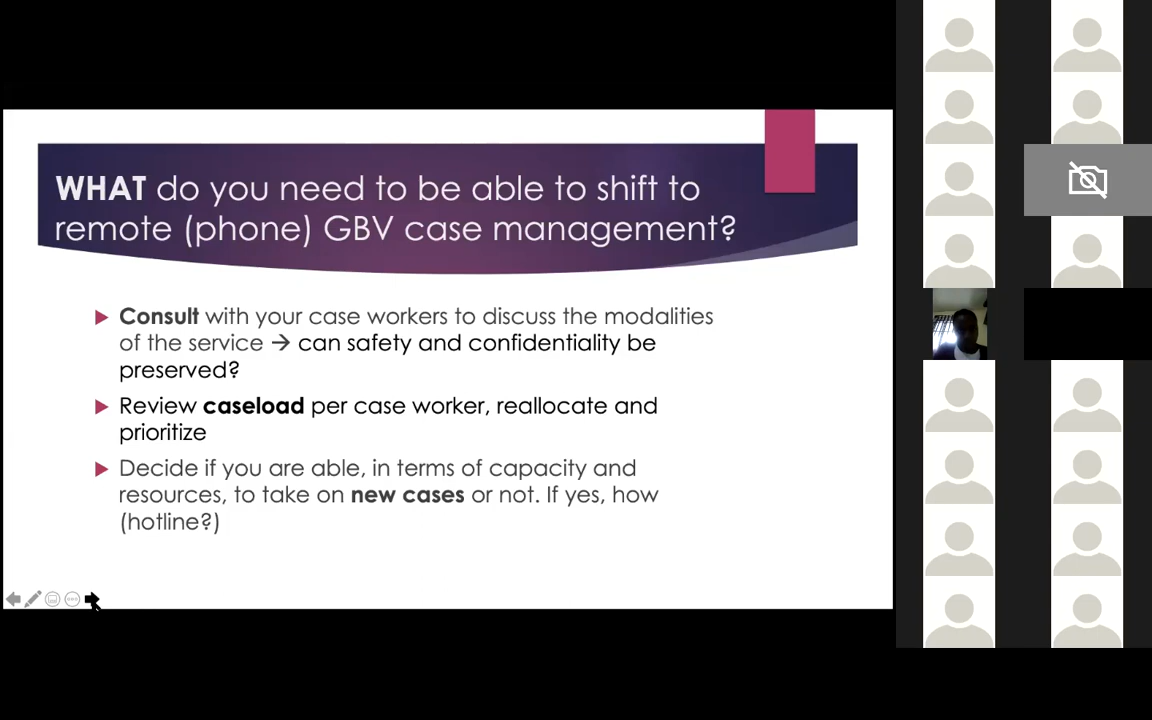 WHAT do you need to be able to shift to
remote (phone) GBV case management?
Consult with your case workers to discuss the modalities
of the service → can safety and confidentiality be
preserved?
Review caseload per case worker, reallocate and
prioritize
Decide if you are able, in terms of capacity and
resources, to take on new cases or not. If yes, how
(hotline?)